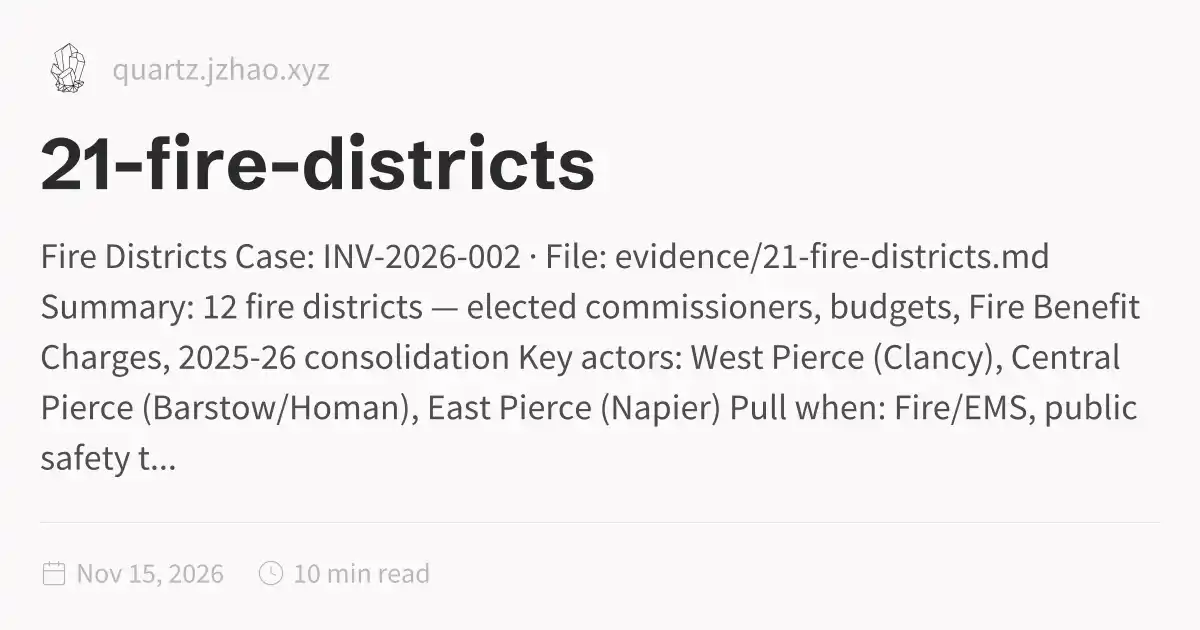 quartz.jzhao.xyz
21-fire-districts
Fire Districts Case: INV-2026-002 · File: evidence/21-fire-districts.md
Summary: 12 fire districts — elected commissioners, budgets, Fire Benefit
Charges, 2025-26 consolidation Key actors: West Pierce (Clancy), Central
Pierce (Barstow/Homan), East Pierce (Napier) Pull when: Fire/EMS, public
safety t...
Nov 15, 2026 10 min read